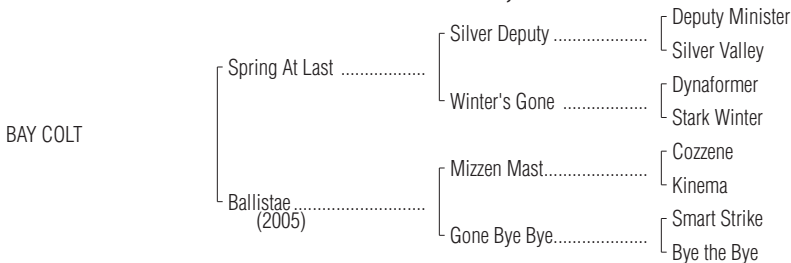 Deputy Minister
Silver Deputy ....................
Silver Valley
Spring At Last ..................
Dynaformer
Winter's Gone ..................
Stark Winter
BAY COLT
Cozzene
Mizzen Mast......................
Kinema
Ballistae............................
(2005)
Smart Strike
Gone Bye Bye....................
Bye the Bye